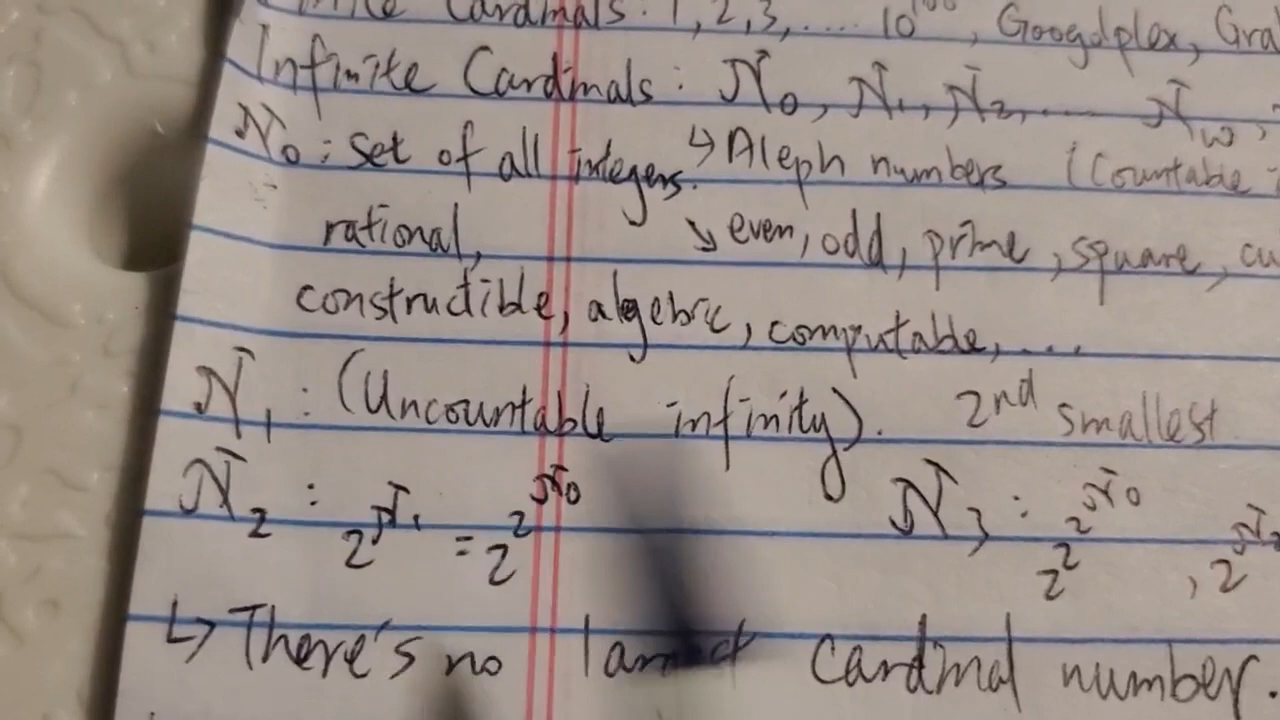 Cardinals: 1, 2, 3, .... 10^100, Googolplex, Gra
Infinite Cardinals: ℵ₀, ℵ₁, ℵ₂, .... ℵ_ω,
ℵ₀: set of all integers. ↳ Aleph numbers (Countable
rational, ↘ even, odd, prime, square, cu
constructible, algebric, computable, ....
ℵ₁: (Uncountable infinity). 2nd smallest
ℵ₂: 2^ℵ₁ = 2^2^ℵ₀ ℵ₃: 2^2^2^ℵ₀, 2^ℵ₂
↳ There's no cardinal number.